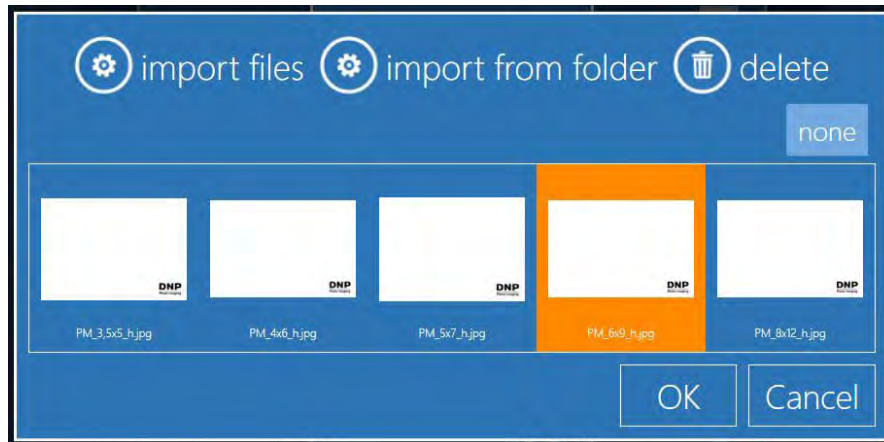 import files import from folder delete
none
DNP DNP DNP DNP DNP
PM_3,5x5_h.jpg PM_4x6_h.jpg PM_5x7_h.jpg PM_6x9_h.jpg PM_8x12_h.jpg
OK Cancel